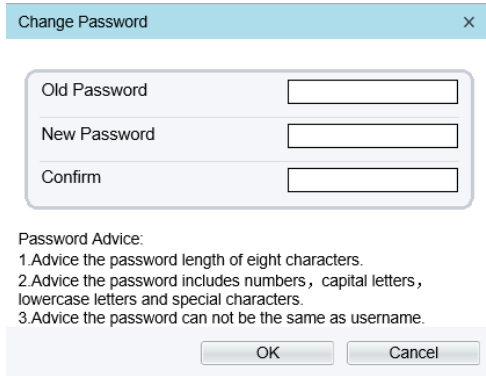 Change Password
Old Password
New Password
Confirm
Password Advice:
1.Advice the password length of eight characters.
2.Advice the password includes numbers，capital letters，
lowercase letters and special characters.
3.Advice the password can not be the same as username.
OK Cancel